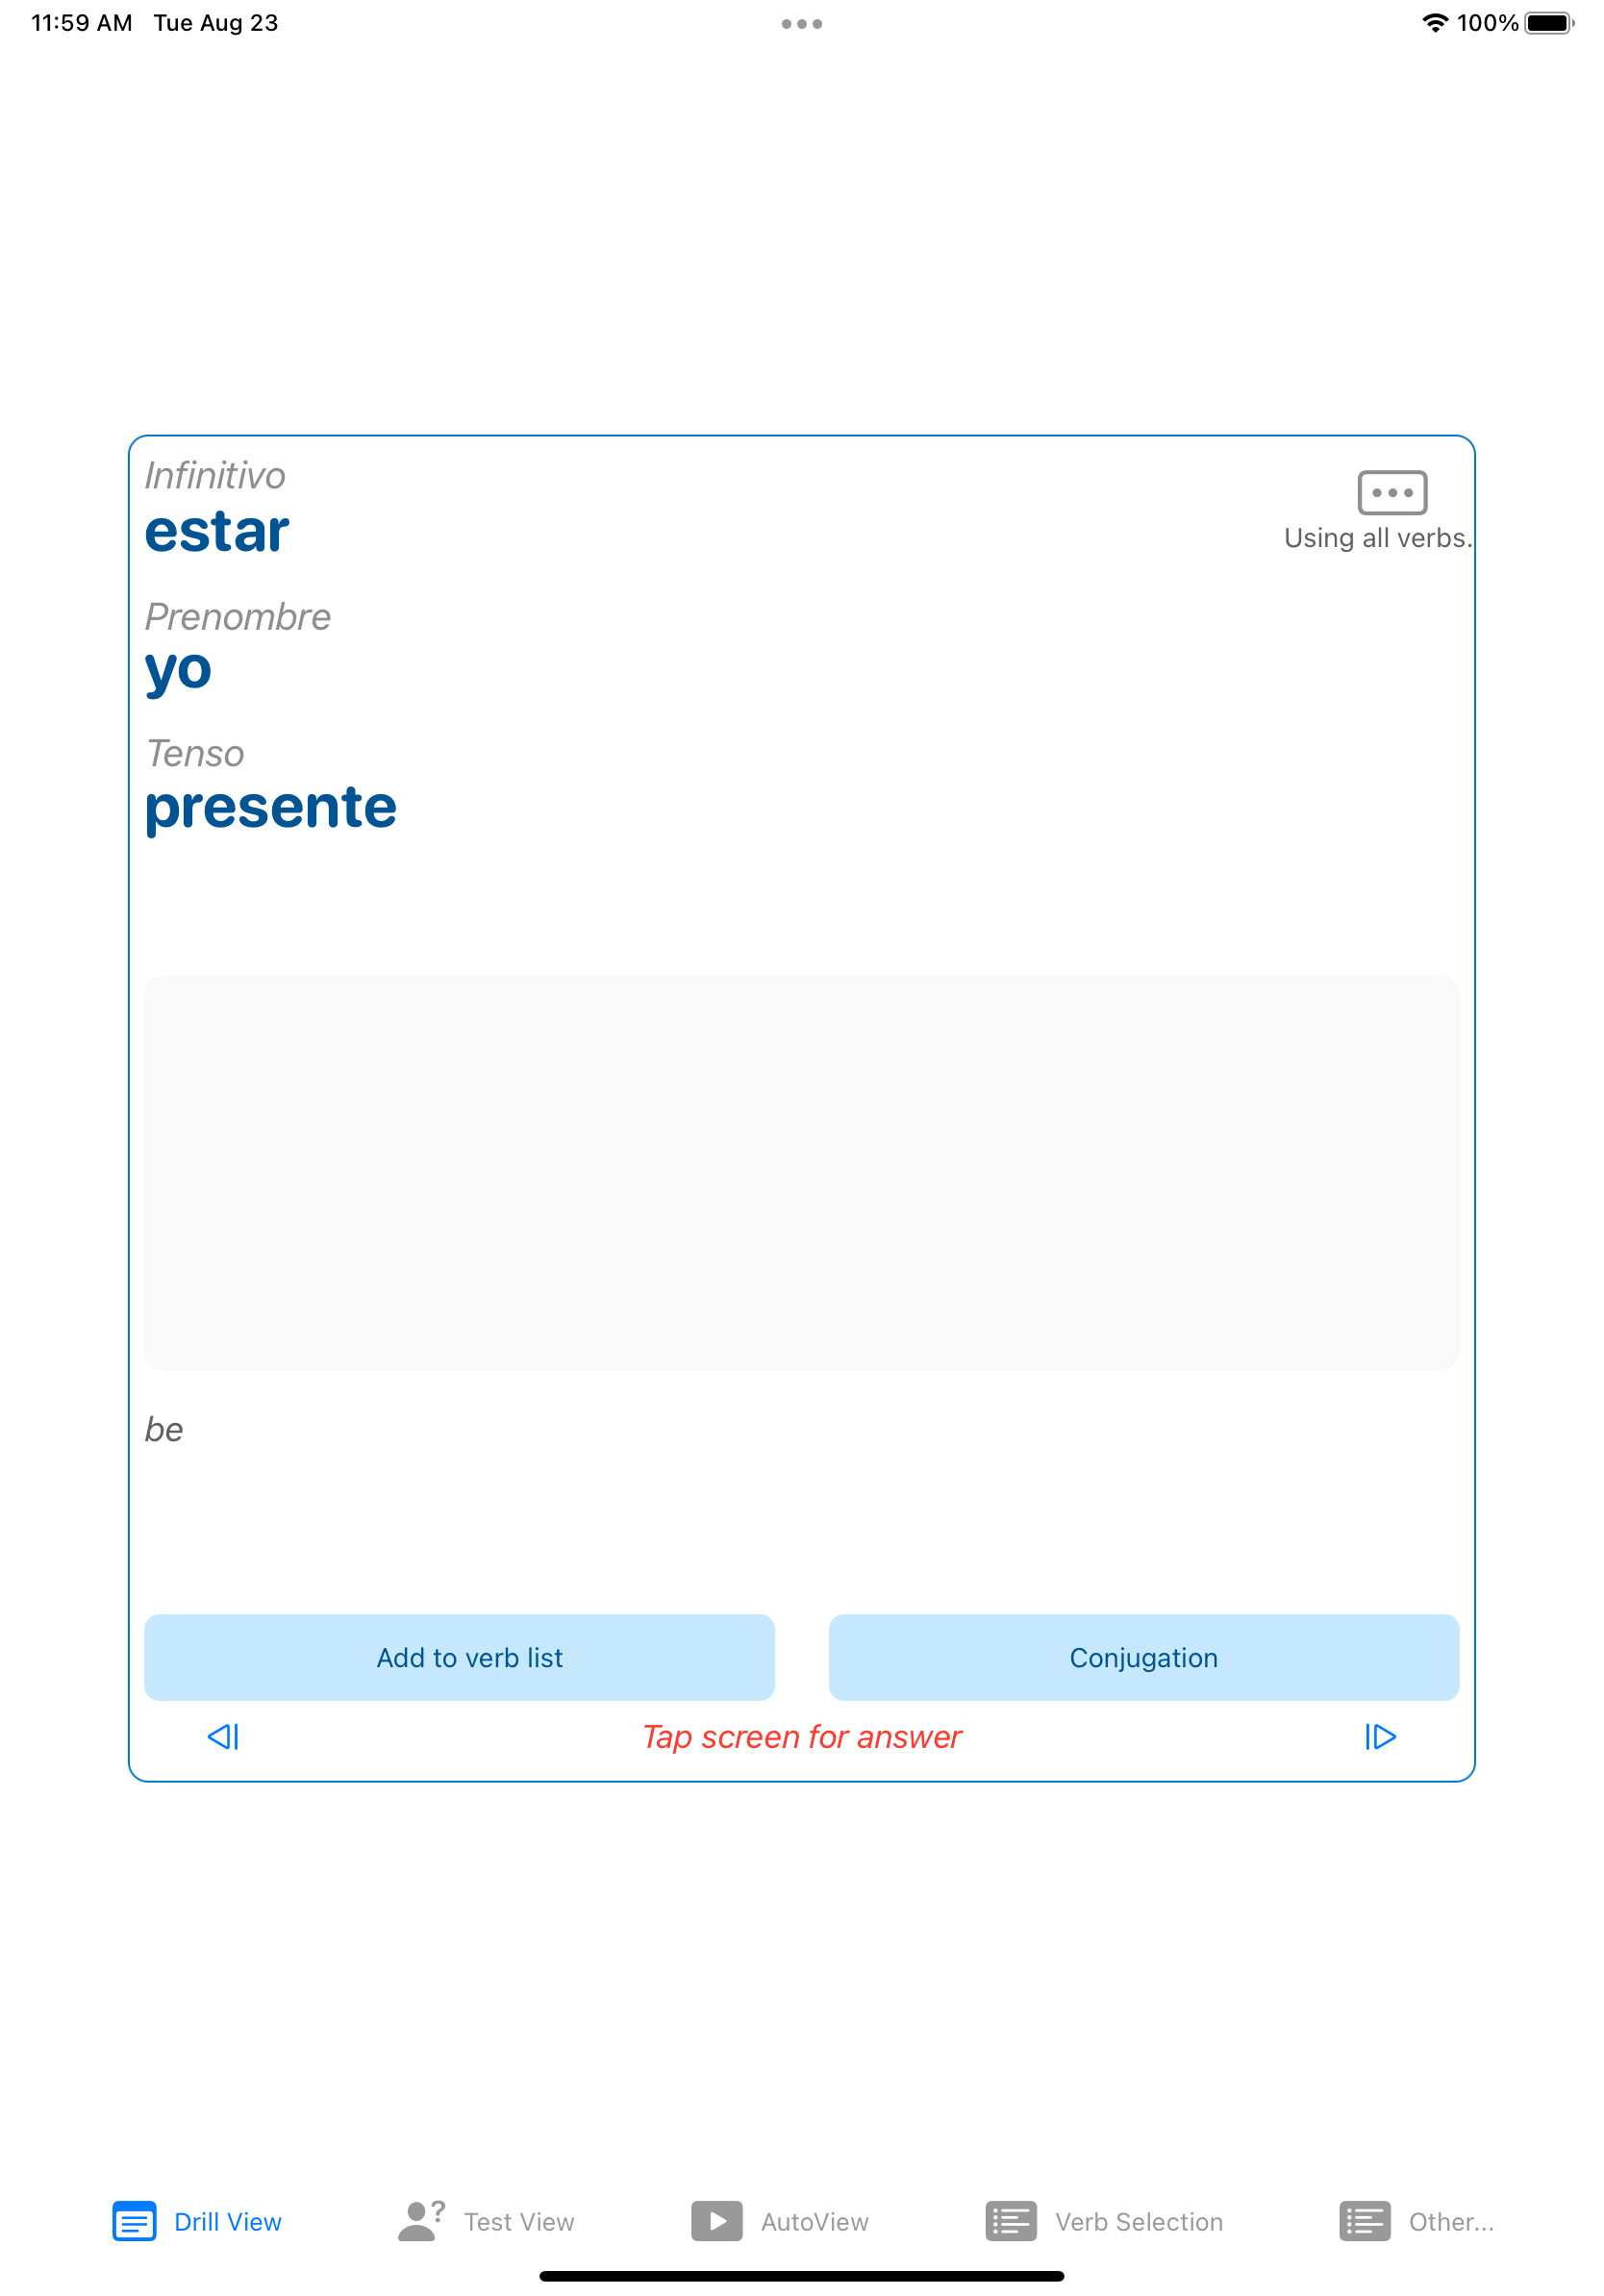 11:59 AM Tue Aug 23
100%
Infinitivo
estar
Using all verbs.
Prenombre
yo
Tenso
presente
be
Add to verb list
Conjugation
Tap screen for answer
Drill View
Test View
AutoView
Verb Selection
Other...